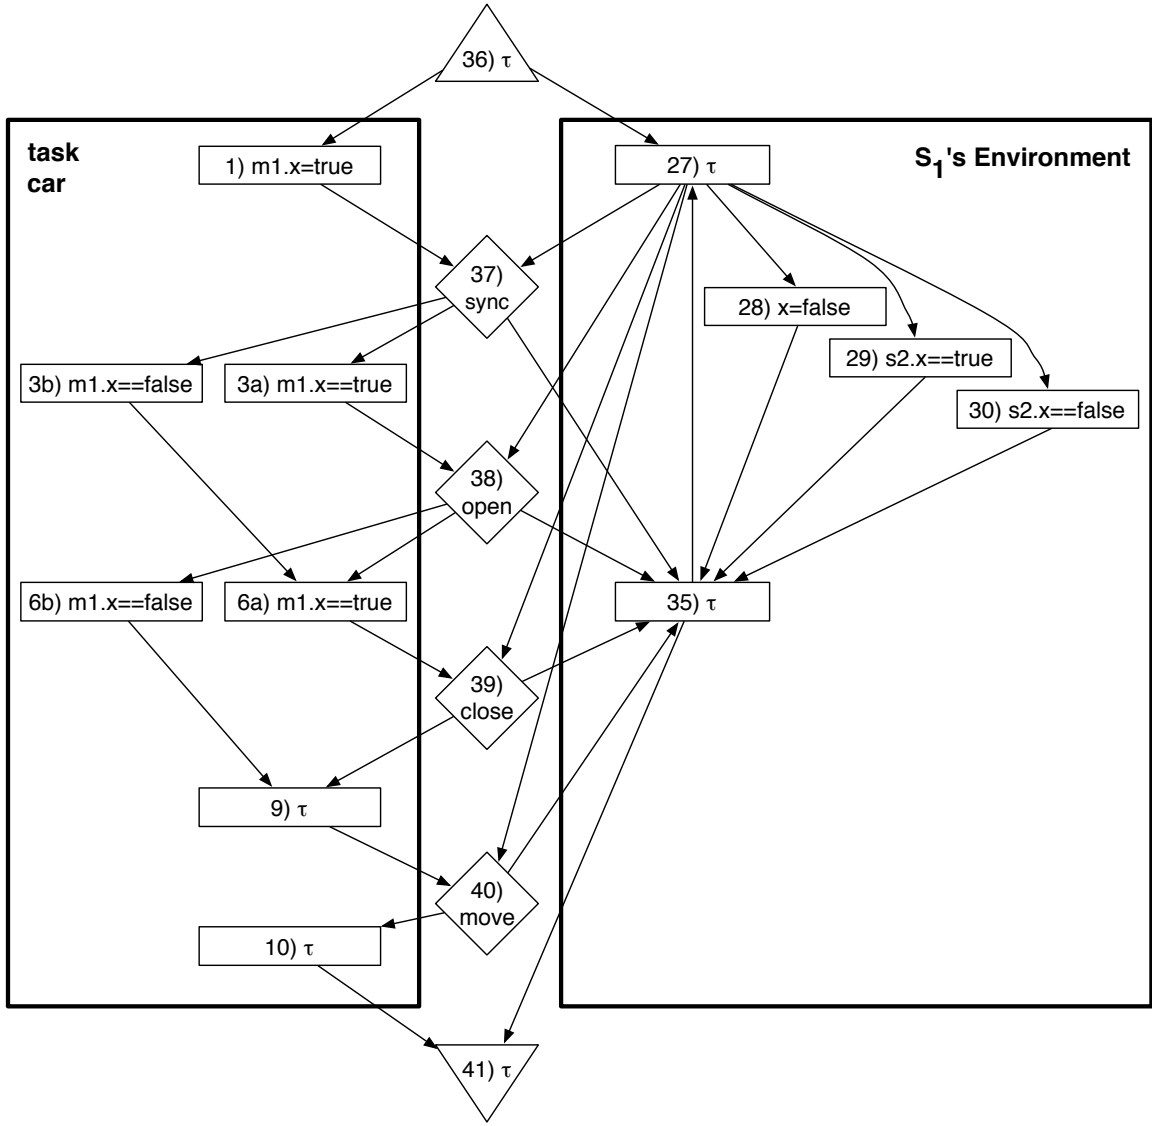 36) τ
task
car
S1's Environment
1) m1.x=true
27) τ
37)
sync
28) x=false
29) s2.x==true
3b) m1.x==false
3a) m1.x==true
30) s2.x==false
38)
open
6b) m1.x==false
6a) m1.x==true
35) τ
39)
close
9) τ
40)
move
10) τ
41) τ